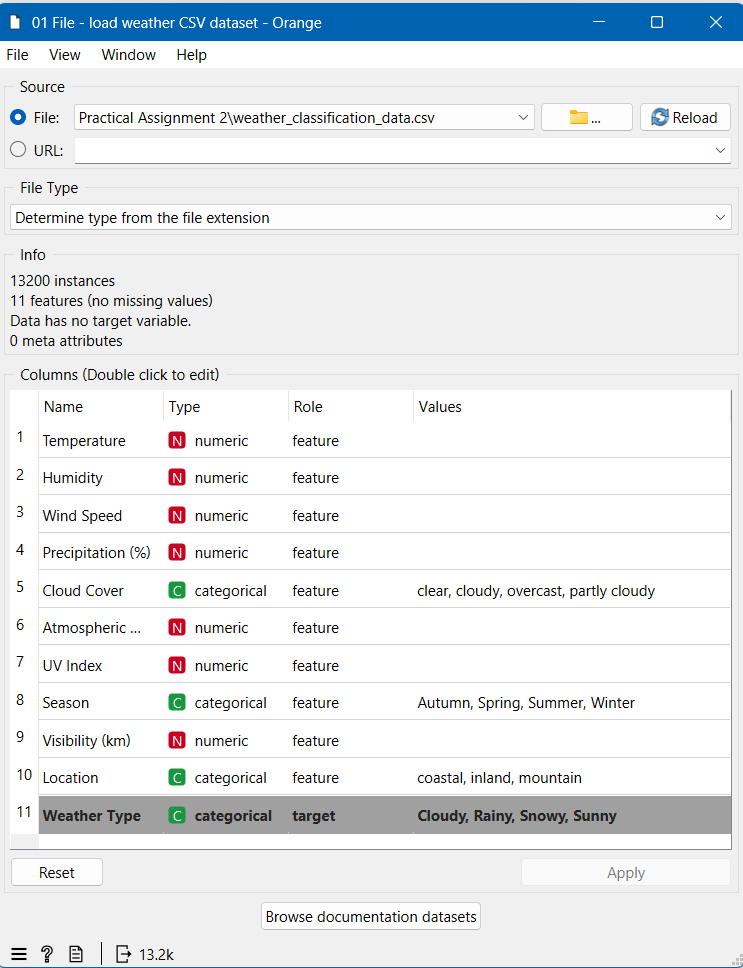 01 File - load weather CSV dataset - Orange
File View Window Help
Source
File: Practical Assignment 2\weather_classification_data.csv ... Reload
URL:
File Type
Determine type from the file extension
Info
13200 instances
11 features (no missing values)
Data has no target variable.
0 meta attributes
Columns (Double click to edit)
Name Type Role Values
1 Temperature N numeric feature
2 Humidity N numeric feature
3 Wind Speed N numeric feature
4 Precipitation (%) N numeric feature
5 Cloud Cover C categorical feature clear, cloudy, overcast, partly cloudy
6 Atmospheric ... N numeric feature
7 UV Index N numeric feature
8 Season C categorical feature Autumn, Spring, Summer, Winter
9 Visibility (km) N numeric feature
10 Location C categorical feature coastal, inland, mountain
11 Weather Type C categorical target Cloudy, Rainy, Snowy, Sunny
Reset Apply
Browse documentation datasets
? 13.2k